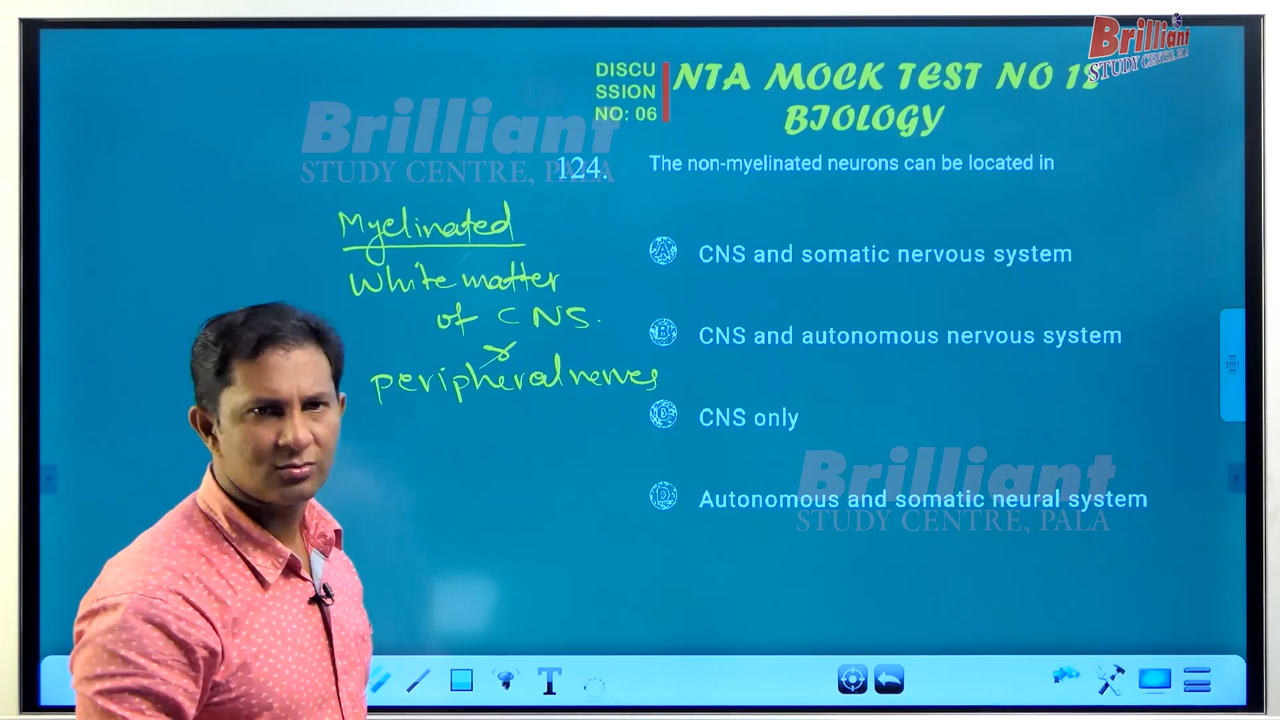 Brilliant
STUDY CENTRE, PALA
DISCU
SSION
NO: 06
NTA MOCK TEST NO 12
BIOLOGY
Brilliant
STUDY CENTRE, PALA
124. The non-myelinated neurons can be located in
Myelinated
White matter
of CNS.
&
peripheral nerves
A CNS and somatic nervous system
B CNS and autonomous nervous system
C CNS only
D Autonomous and somatic neural system
Brilliant
STUDY CENTRE, PALA
T